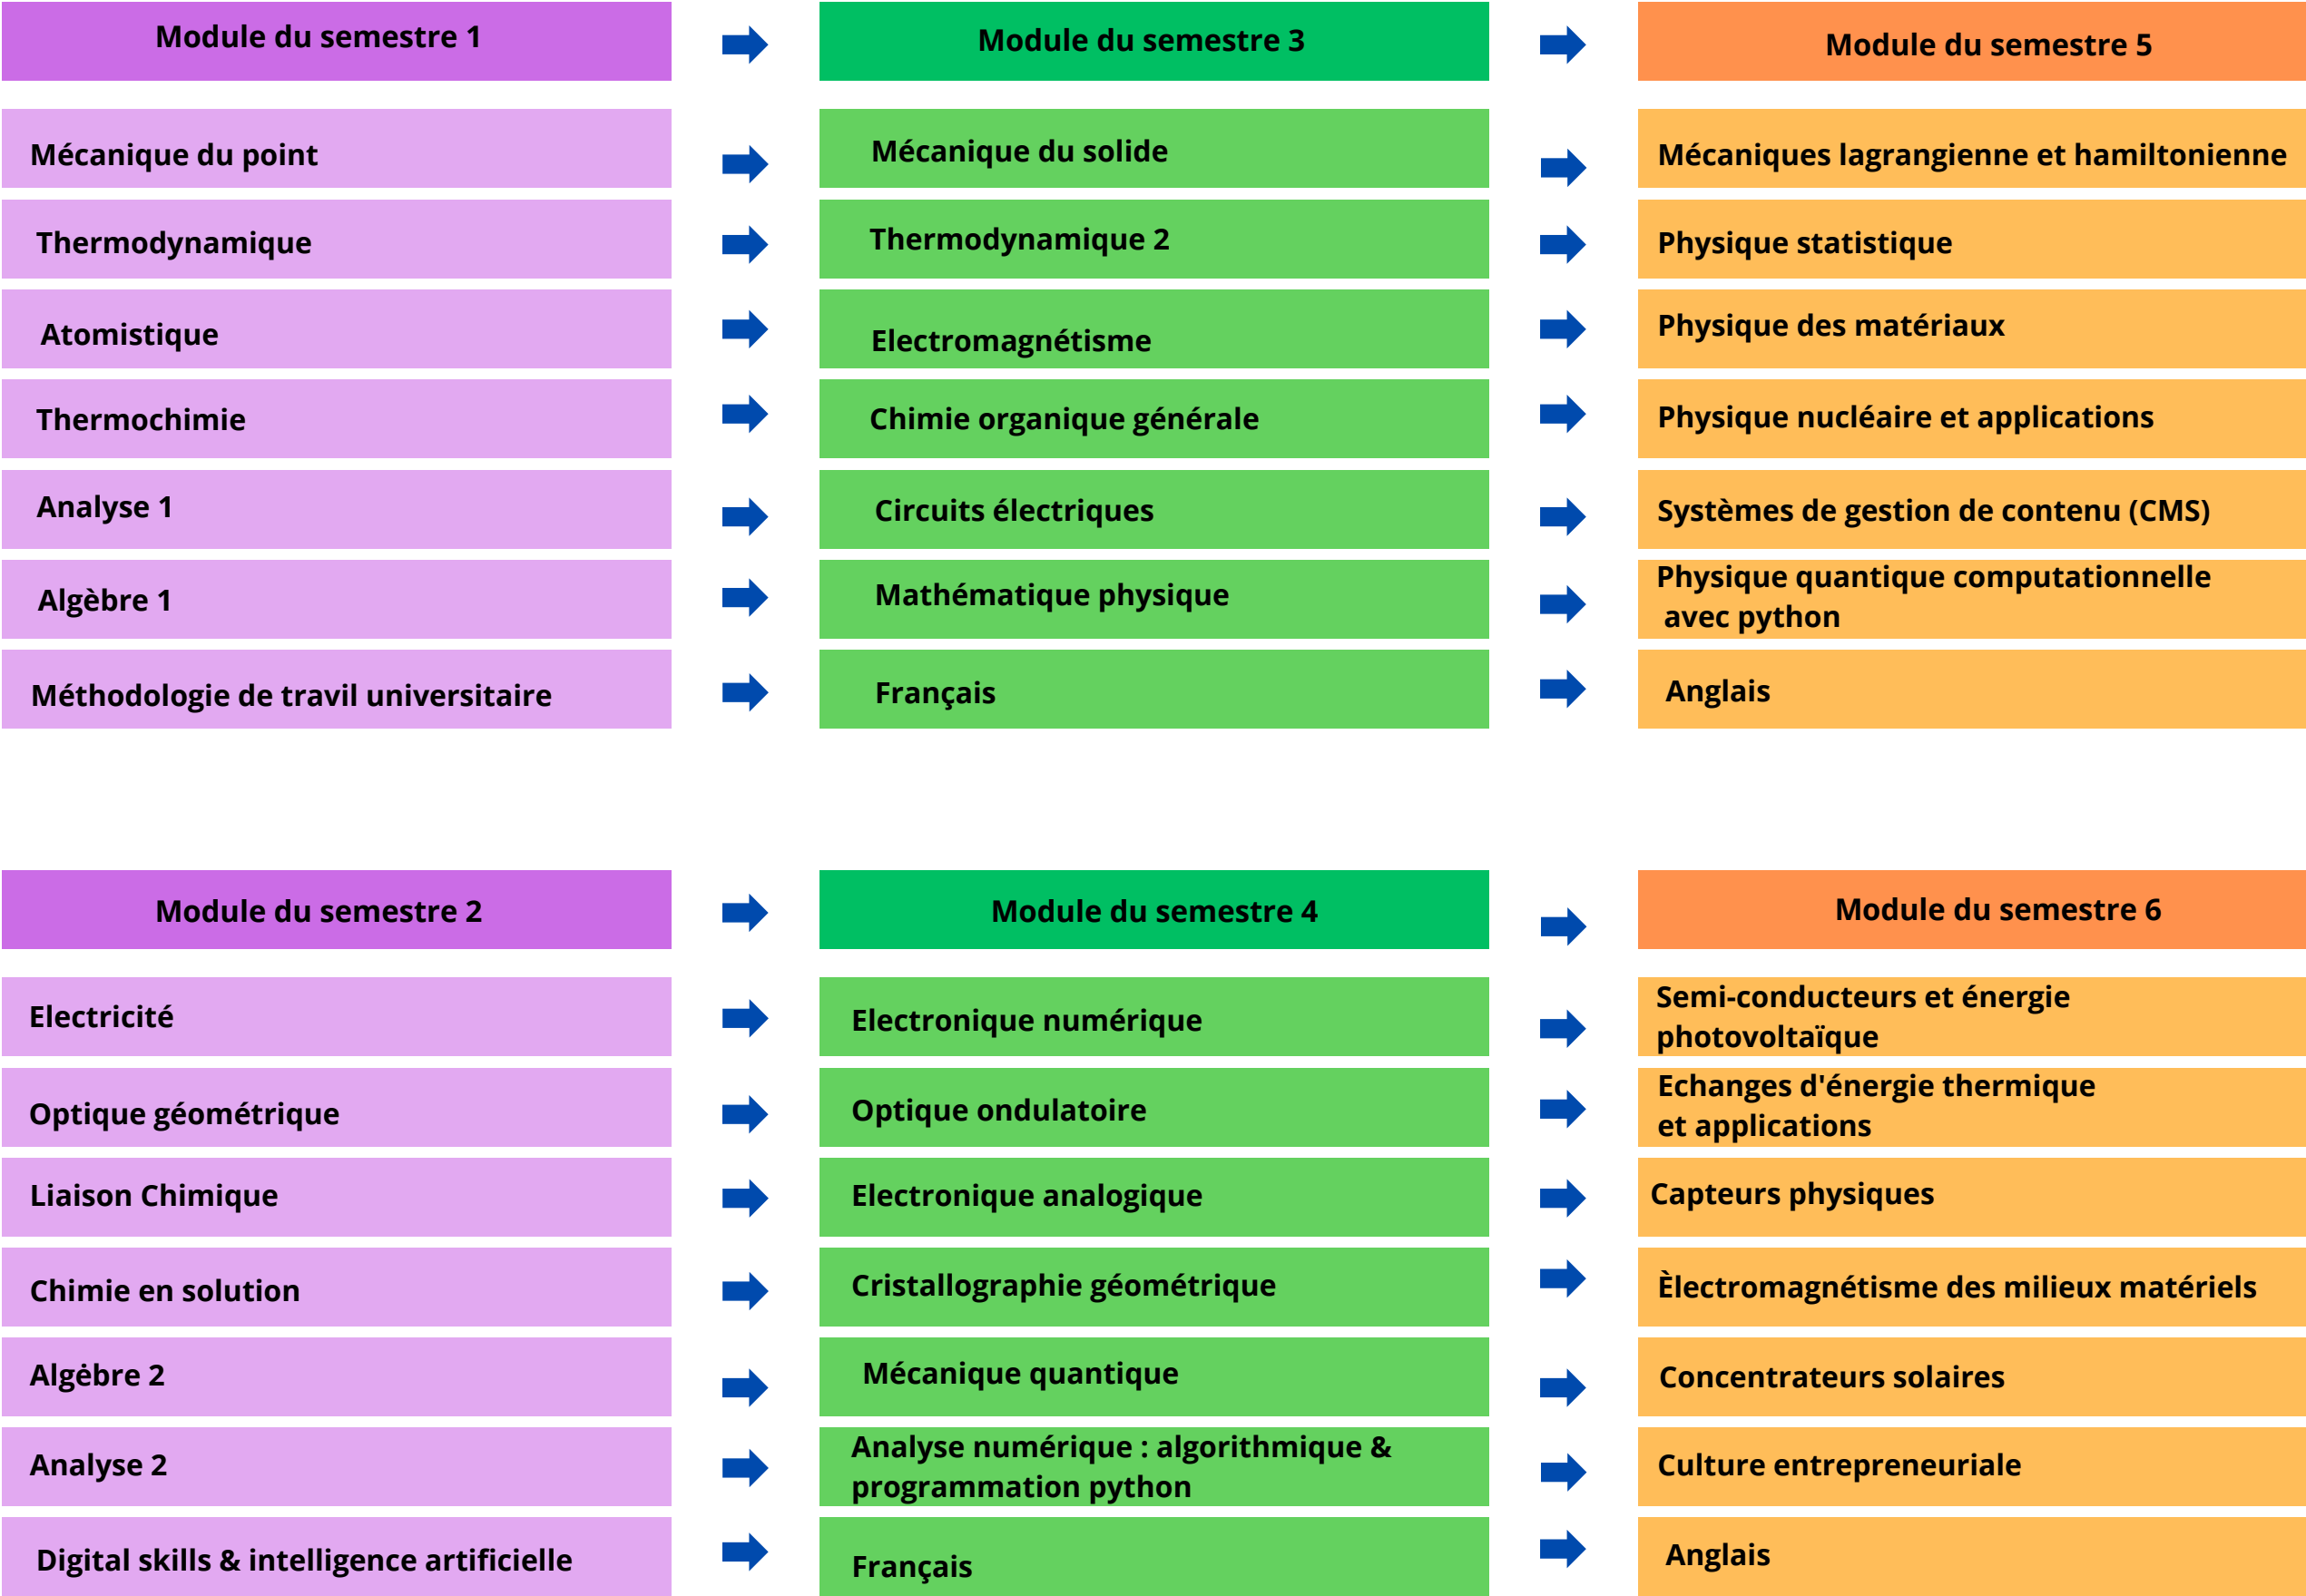 Module du semestre 1
Module du semestre 3
Module du semestre 5
Mécanique du point
Mécanique du solide
Mécaniques lagrangienne et hamiltonienne
Thermodynamique
Thermodynamique 2
Physique statistique
Atomistique
Electromagnétisme
Physique des matériaux
Thermochimie
Chimie organique générale
Physique nucléaire et applications
Analyse 1
Circuits électriques
Systèmes de gestion de contenu (CMS)
Algèbre 1
Mathématique physique
Physique quantique computationnelle
avec python
Méthodologie de travil universitaire
Français
Anglais
Module du semestre 2
Module du semestre 4
Module du semestre 6
Electricité
Electronique numérique
Semi-conducteurs et énergie
photovoltaïque
Optique géométrique
Optique ondulatoire
Echanges d'énergie thermique
et applications
Liaison Chimique
Electronique analogique
Capteurs physiques
Chimie en solution
Cristallographie géométrique
Èlectromagnétisme des milieux matériels
Algėbre 2
Mécanique quantique
Concentrateurs solaires
Analyse 2
Analyse numérique : algorithmique &
programmation python
Culture entrepreneuriale
Digital skills & intelligence artificielle
Français
Anglais